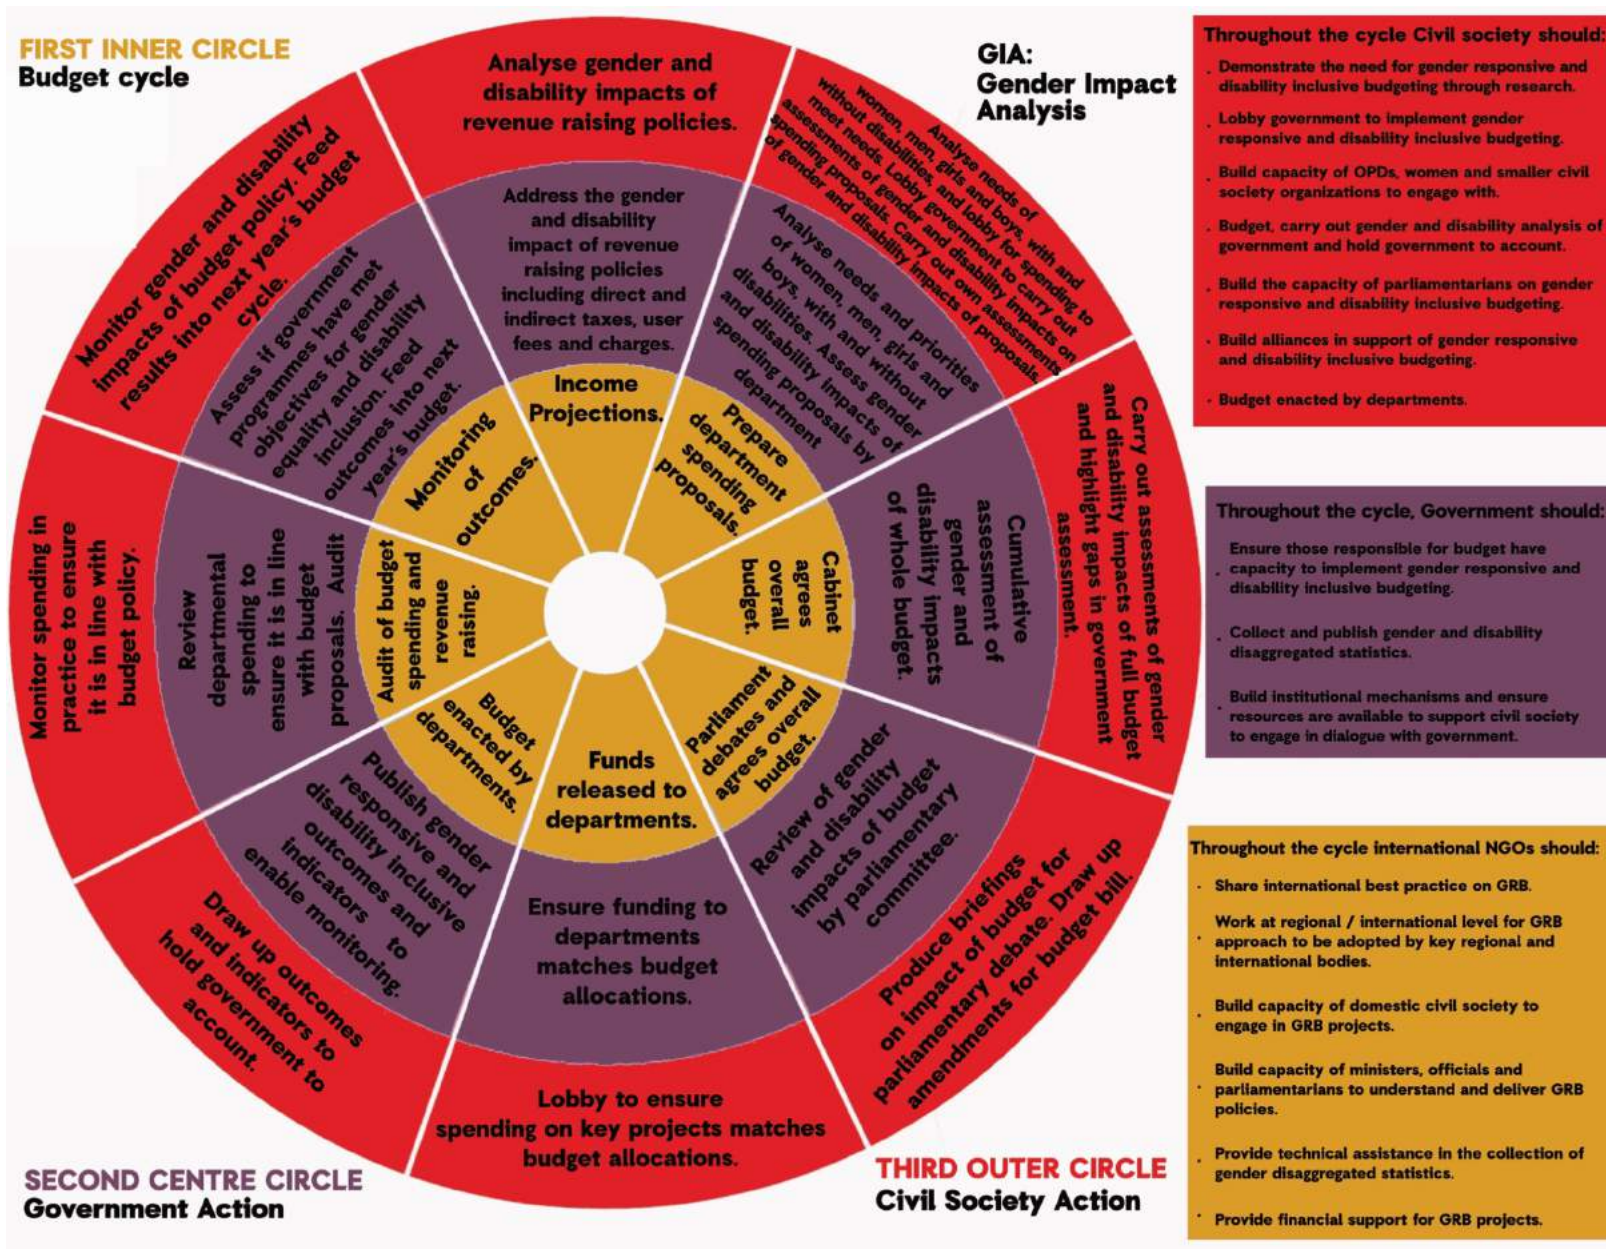 FIRST INNER CIRCLE
Budget cycle
GIA:
Gender Impact
Analysis
Analyse gender and
disability impacts of
revenue raising policies.
Analyse needs of
women, men, girls and boys, with and
without disabilities, and lobby for spending to
meet needs. Lobby government to carry out
assessments of gender and disability impacts on
spending proposals. Carry out own assessments
of gender and disability impacts of proposals.
Carry out assessments of gender
and disability impacts of full budget
and highlight gaps in government
assessment.
Produce briefings
on impact of budget for
parliamentary debate. Draw up
amendments for budget bill.
Lobby to ensure
spending on key projects matches
budget allocations.
Draw up outcomes
and indicators to
hold government to
account.
Monitor spending in
practice to ensure
it is in line with
budget policy.
Monitor gender and disability
impacts of budget policy. Feed
results into next year's budget
cycle.
Address the gender
and disability
impact of revenue
raising policies
including direct and
indirect taxes, user
fees and charges.
Analyse needs and priorities
of women, men, girls and
boys, with and without
disabilities. Assess gender
and disability impacts of
spending proposals by
department
Cumulative
assessment of
gender and
disability impacts
of whole budget.
Review of gender
and disability
impacts of budget
by parliamentary
committee.
Ensure funding to
departments
matches budget
allocations.
Publish gender
responsive and
disability inclusive
outcomes and
indicators to
enable monitoring.
Review
departmental
spending to
ensure it is in line
with budget
proposals. Audit
Assess if government
programmes have met
objectives for gender
equality and disability
inclusion. Feed
outcomes into next
year's budget.
Income
Projections.
Prepare
department
spending
proposals.
Cabinet
agrees
overall
budget.
Parliament
debates and
agrees overall
budget.
Funds
released to
departments.
Budget
enacted by
departments.
Audit of budget
spending and
revenue
raising.
Monitoring
of
outcomes.
SECOND CENTRE CIRCLE
Government Action
THIRD OUTER CIRCLE
Civil Society Action
Throughout the cycle Civil society should:
· Demonstrate the need for gender responsive and
disability inclusive budgeting through research.
· Lobby government to implement gender
responsive and disability inclusive budgeting.
· Build capacity of OPDs, women and smaller civil
society organizations to engage with.
· Budget, carry out gender and disability analysis of
government and hold government to account.
· Build the capacity of parliamentarians on gender
responsive and disability inclusive budgeting.
· Build alliances in support of gender responsive
and disability inclusive budgeting.
· Budget enacted by departments.
Throughout the cycle, Government should:
· Ensure those responsible for budget have
capacity to implement gender responsive and
disability inclusive budgeting.
· Collect and publish gender and disability
disaggregated statistics.
· Build institutional mechanisms and ensure
resources are available to support civil society
to engage in dialogue with government.
Throughout the cycle international NGOs should:
· Share international best practice on GRB.
· Work at regional / international level for GRB
approach to be adopted by key regional and
international bodies.
· Build capacity of domestic civil society to
engage in GRB projects.
· Build capacity of ministers, officials and
parliamentarians to understand and deliver GRB
policies.
· Provide technical assistance in the collection of
gender disaggregated statistics.
· Provide financial support for GRB projects.